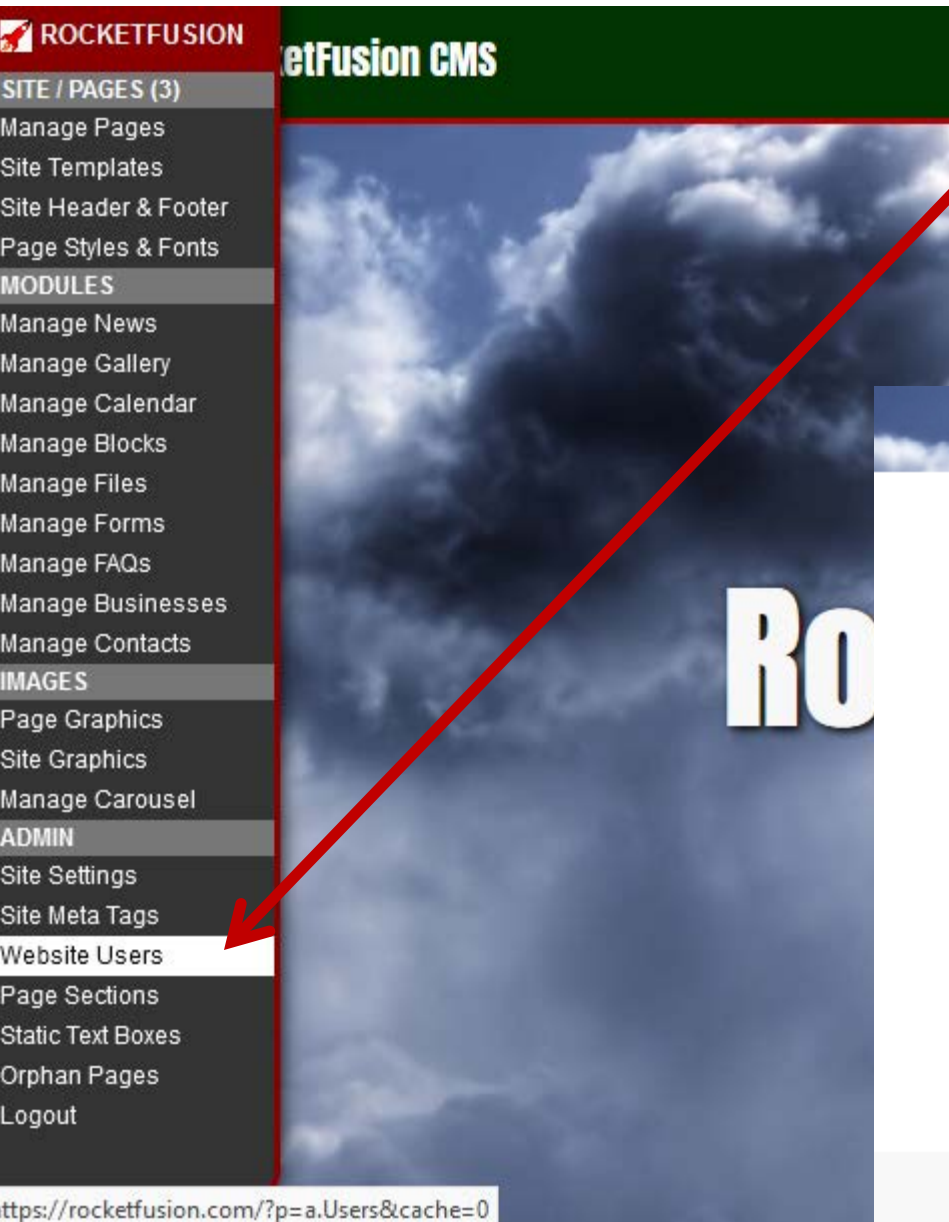 ROCKETFUSION
etFusion CMS
SITE / PAGES (3)
Manage Pages
Site Templates
Site Header & Footer
Page Styles & Fonts
MODULES
Manage News
Manage Gallery
Manage Calendar
Manage Blocks
Manage Files
Manage Forms
Manage FAQs
Manage Businesses
Manage Contacts
IMAGES
Page Graphics
Site Graphics
Manage Carousel
ADMIN
Site Settings
Site Meta Tags
Website Users
Page Sections
Static Text Boxes
Orphan Pages
Logout
Ro
ttps://rocketfusion.com/?p=a.Users&cache=0